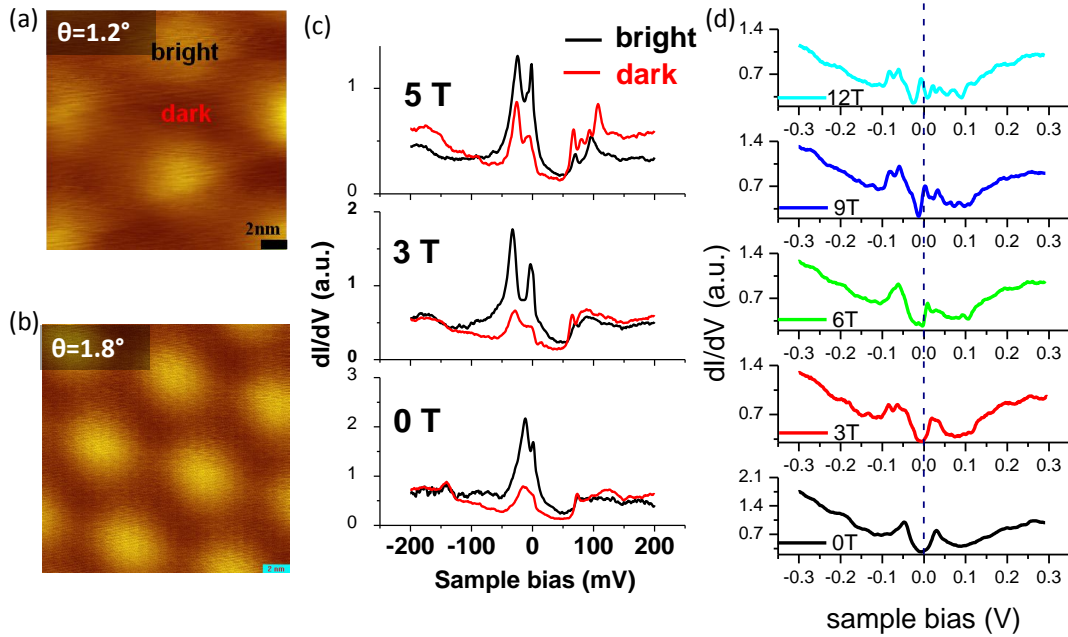 (a)
θ=1.2°
bright
dark
2nm
(b)
θ=1.8°
2 nm
(c)
bright
dark
5 T
1
0
2
3 T
1
0
3
0 T
2
1
0
-200 -100 0 100 200
Sample bias (mV)
dI/dV (a.u.)
(d)
1.4
0.7
12T
-0.3 -0.2 -0.1 0.0 0.1 0.2 0.3
1.4
0.7
9T
-0.3 -0.2 -0.1 0.0 0.1 0.2 0.3
1.4
0.7
6T
-0.3 -0.2 -0.1 0.0 0.1 0.2 0.3
1.4
0.7
3T
-0.3 -0.2 -0.1 0.0 0.1 0.2 0.3
2.1
1.4
0.7
0T
-0.3 -0.2 -0.1 0.0 0.1 0.2 0.3
sample bias (V)
dI/dV (a.u.)